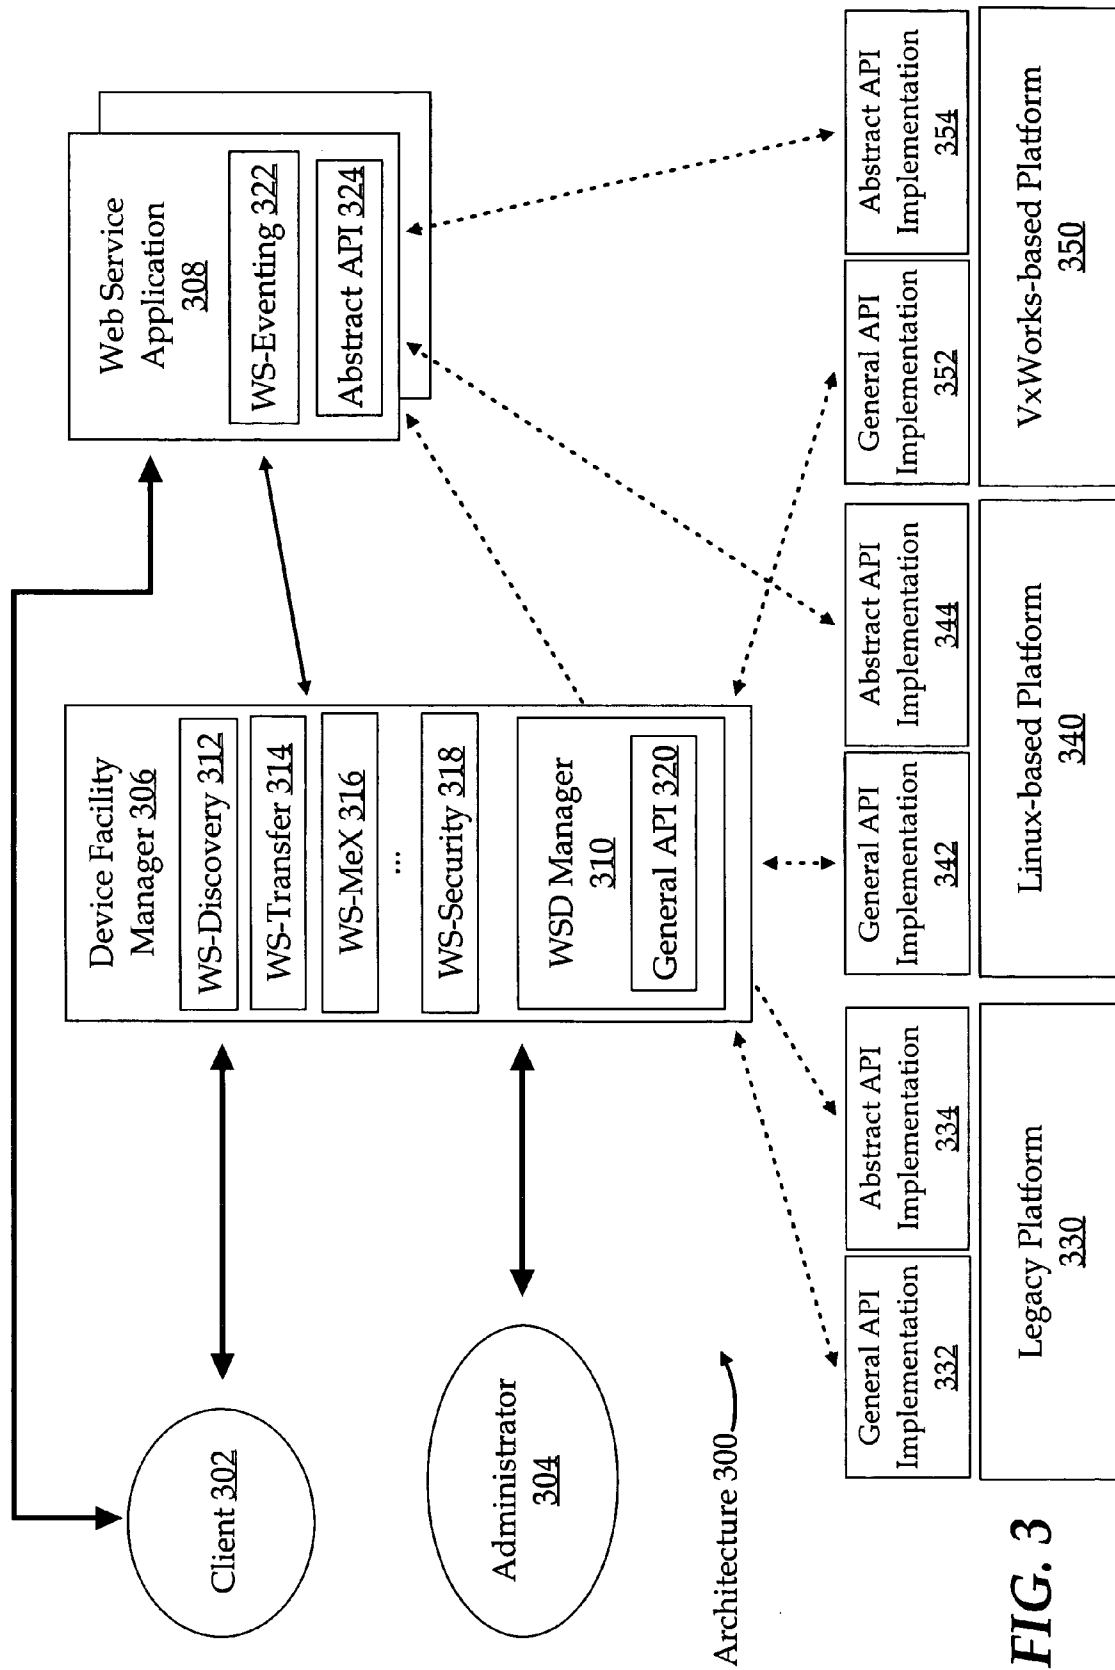 Client 302
Administrator
304
Architecture 300
Device Facility
Manager 306
WS-Discovery 312
WS-Transfer 314
WS-MeX 316
...
WS-Security 318
WSD Manager
310
General API 320
Web Service
Application
308
WS-Eventing 322
Abstract API 324
General API
Implementation
332
Abstract API
Implementation
334
Legacy Platform
330
General API
Implementation
342
Abstract API
Implementation
344
Linux-based Platform
340
General API
Implementation
352
Abstract API
Implementation
354
VxWorks-based Platform
350
FIG. 3